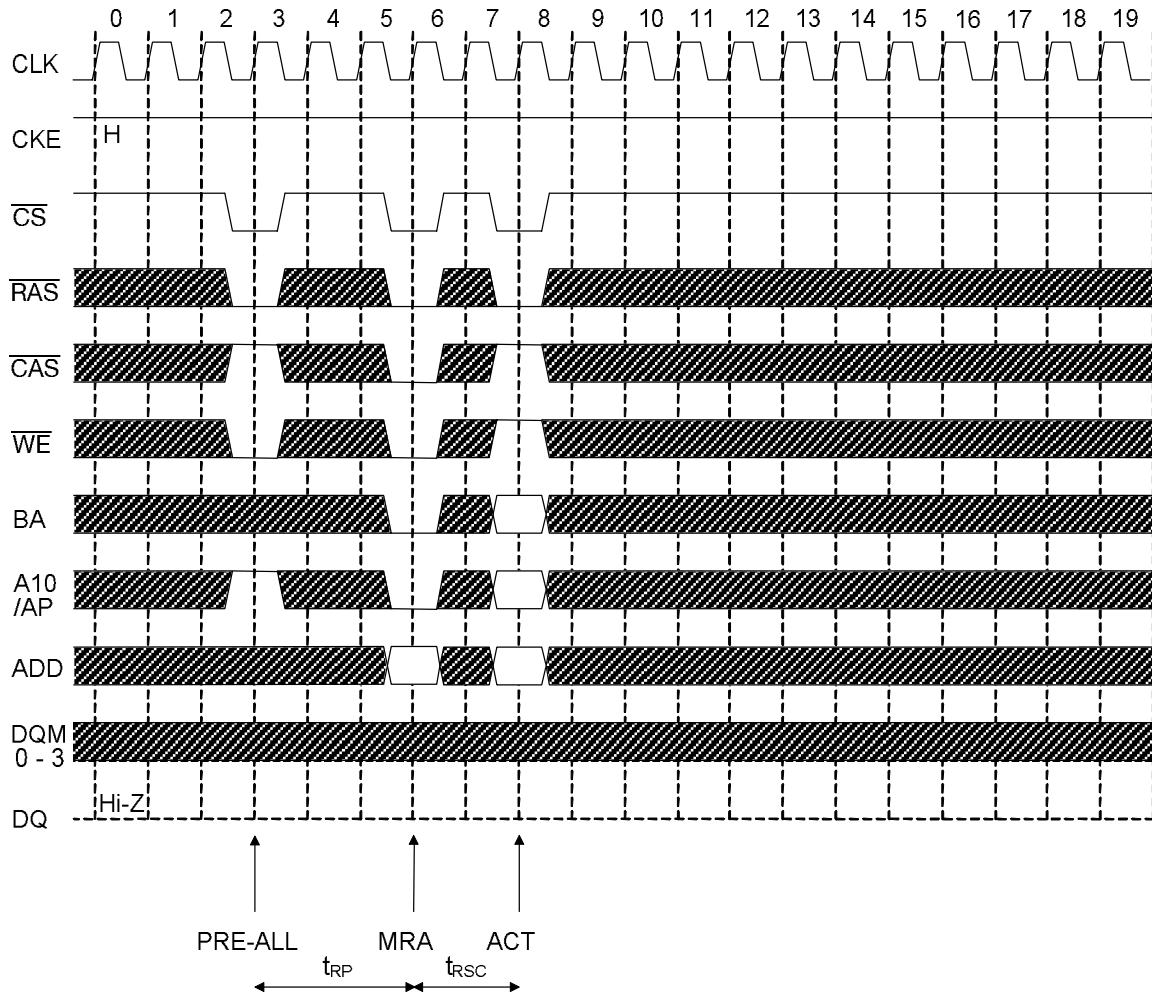 0 1 2 3 4 5 6 7 8 9 10 11 12 13 14 15 16 17 18 19
CLK
CKE H
CS
RAS
CAS
WE
BA
A10
/AP
ADD
DQM
0 - 3
Hi-Z
DQ
PRE-ALL MRA ACT
tRP tRSC